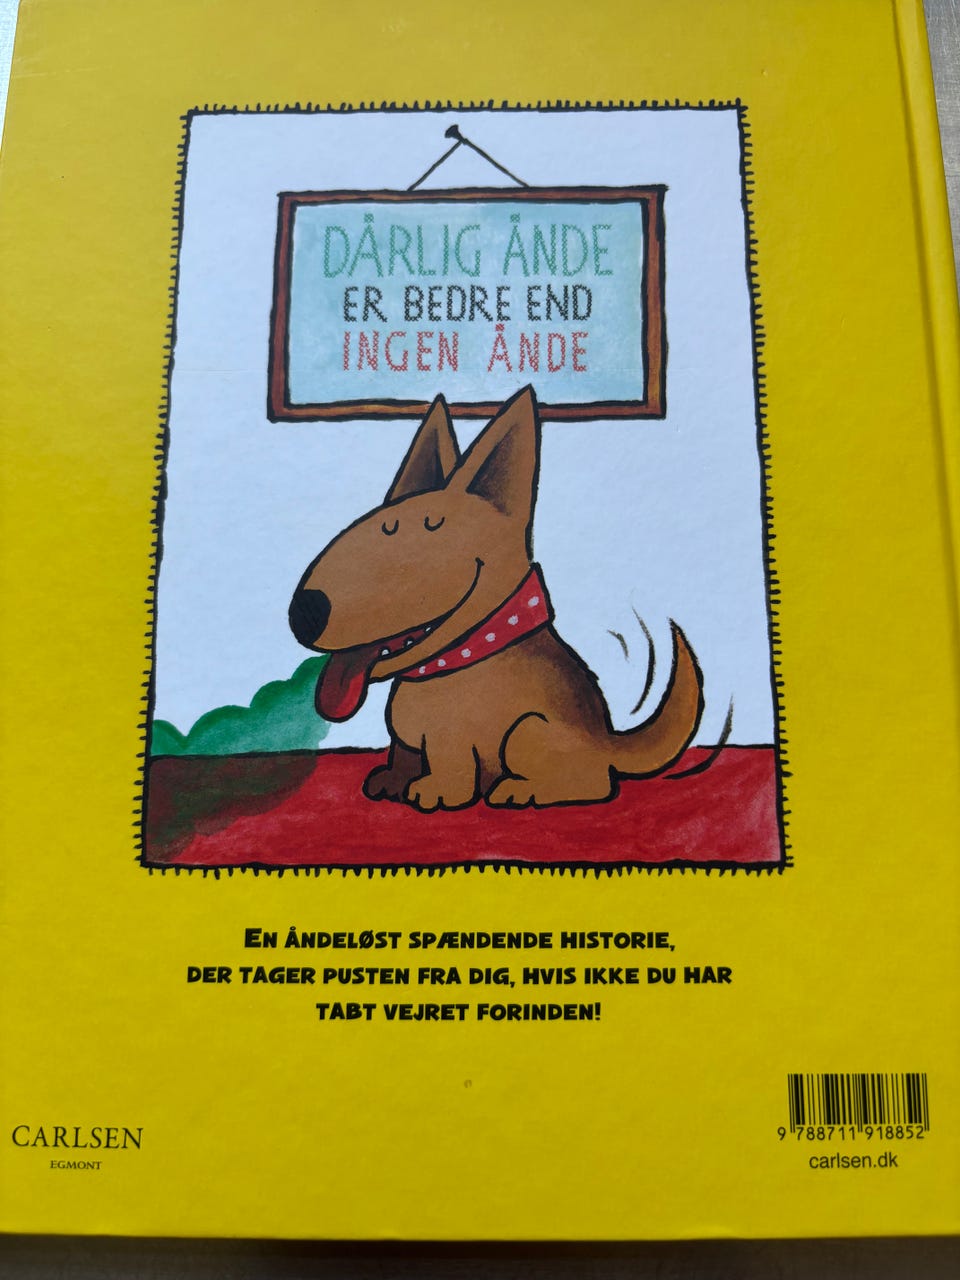 DÅRLIG ÅNDE
ER BEDRE END
INGEN ÅNDE
EN ÅNDELØST SPÆNDENDE HISTORIE,
DER TAGER PUSTEN FRA DIG, HVIS IKKE DU HAR
TABT VEJRET FORINDEN!
CARLSEN
EGMONT
9 788711 918852
carlsen.dk